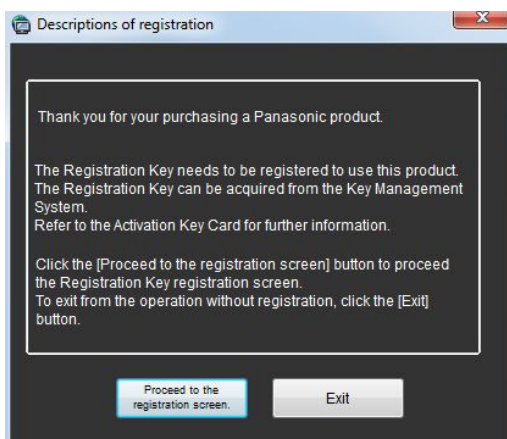 Descriptions of registration
Thank you for your purchasing a Panasonic product.
The Registration Key needs to be registered to use this product.
The Registration Key can be acquired from the Key Management
System.
Refer to the Activation Key Card for further information.
Click the [Proceed to the registration screen] button to proceed
the Registration Key registration screen.
To exit from the operation without registration, click the [Exit]
button.
Proceed to the
registration screen.
Exit